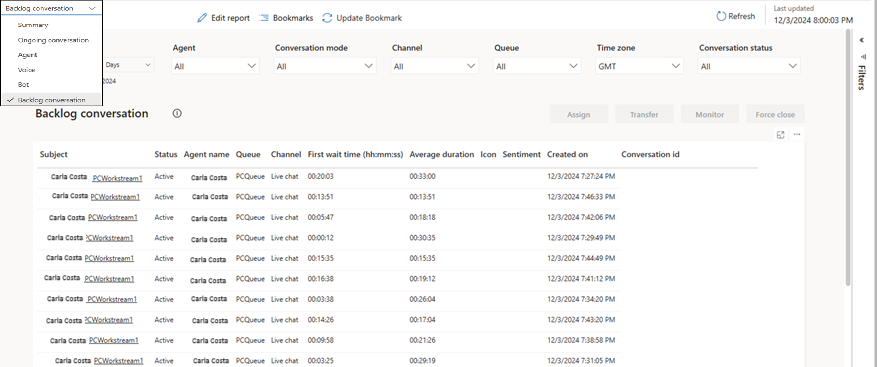 Backlog conversation
Edit report
Bookmarks
Update Bookmark
Refresh
Last updated
12/3/2024 8:00:03 PM
Summary
Ongoing conversation
Agent
Voice
Bot
Backlog conversation
Days
2024
Agent
All
Conversation mode
All
Channel
All
Queue
All
Time zone
GMT
Conversation status
All
Filters
Backlog conversation
Assign
Transfer
Monitor
Force close
Subject Status Agent name Queue Channel First wait time (hh:mm:ss) Average duration Icon Sentiment Created on Conversation id
Carla Costa _PCWorkstream1 Active Carla Costa PCQueue Live chat 00:20:03 00:33:00 12/3/2024 7:27:24 PM
Carla Costa PCWorkstream1 Active Carla Costa PCQueue Live chat 00:13:51 00:13:51 12/3/2024 7:46:33 PM
Carla Costa PCWorkstream1 Active Carla Costa PCQueue Live chat 00:05:47 00:18:18 12/3/2024 7:42:06 PM
Carla Costa PCWorkstream1 Active Carla Costa PCQueue Live chat 00:00:12 00:30:35 12/3/2024 7:29:49 PM
Carla Costa PCWorkstream1 Active Carla Costa PCQueue Live chat 00:15:35 00:15:35 12/3/2024 7:44:49 PM
Carla Costa PCWorkstream1 Active Carla Costa PCQueue Live chat 00:16:38 00:19:12 12/3/2024 7:41:12 PM
Carla Costa PCWorkstream1 Active Carla Costa PCQueue Live chat 00:03:38 00:26:04 12/3/2024 7:34:20 PM
Carla Costa PCWorkstream1 Active Carla Costa PCQueue Live chat 00:14:26 00:17:04 12/3/2024 7:43:20 PM
Carla Costa PCWorkstream1 Active Carla Costa PCQueue Live chat 00:09:58 00:21:26 12/3/2024 7:38:58 PM
Carla Costa PCWorkstream1 Active Carla Costa PCQueue Live chat 00:03:25 00:29:19 12/3/2024 7:31:05 PM